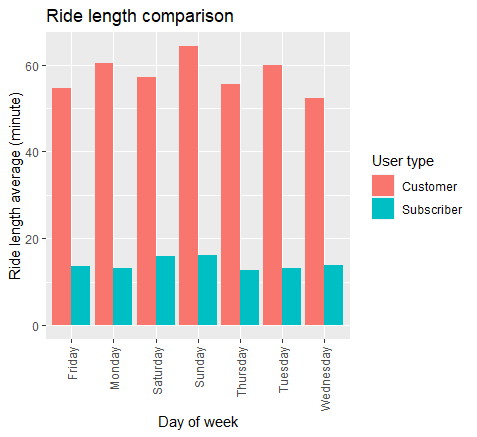 Ride length comparison
Ride length average (minute)
60
40
20
0
Friday
Monday
Saturday
Sunday
Thursday
Tuesday
Wednesday
Day of week
User type
Customer
Subscriber